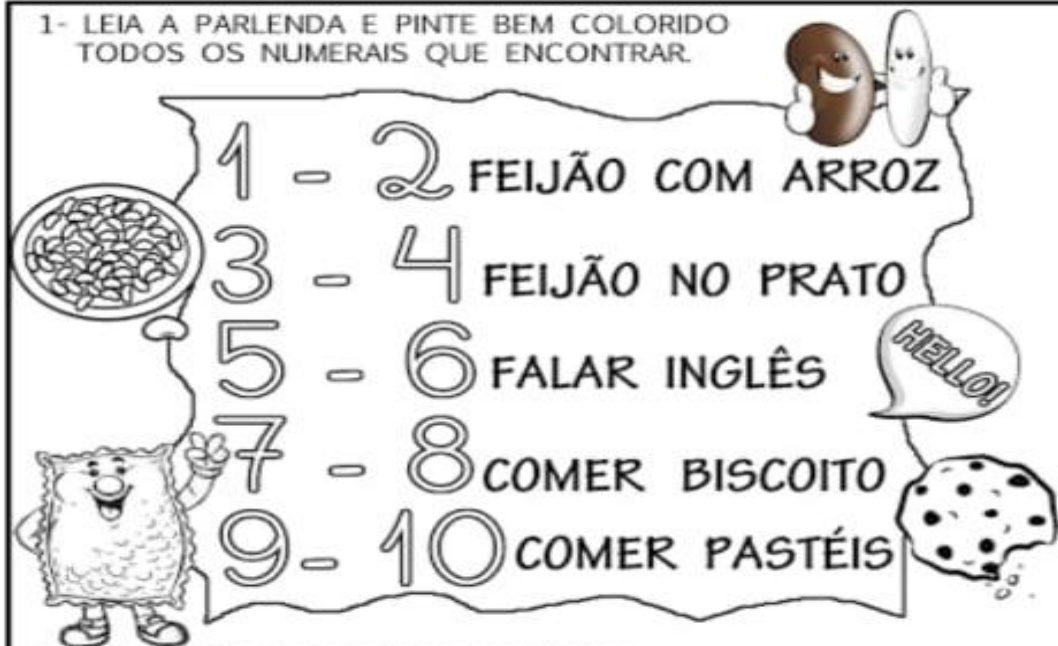 1- LEIA A PARLENDA E PINTE BEM COLORIDO
TODOS OS NUMERAIS QUE ENCONTRAR.
1 - 2 FEIJÃO COM ARROZ
3 - 4 FEIJÃO NO PRATO
5 - 6 FALAR INGLÊS
HELLO!
7 - 8 COMER BISCOITO
9 - 10 COMER PASTÉIS